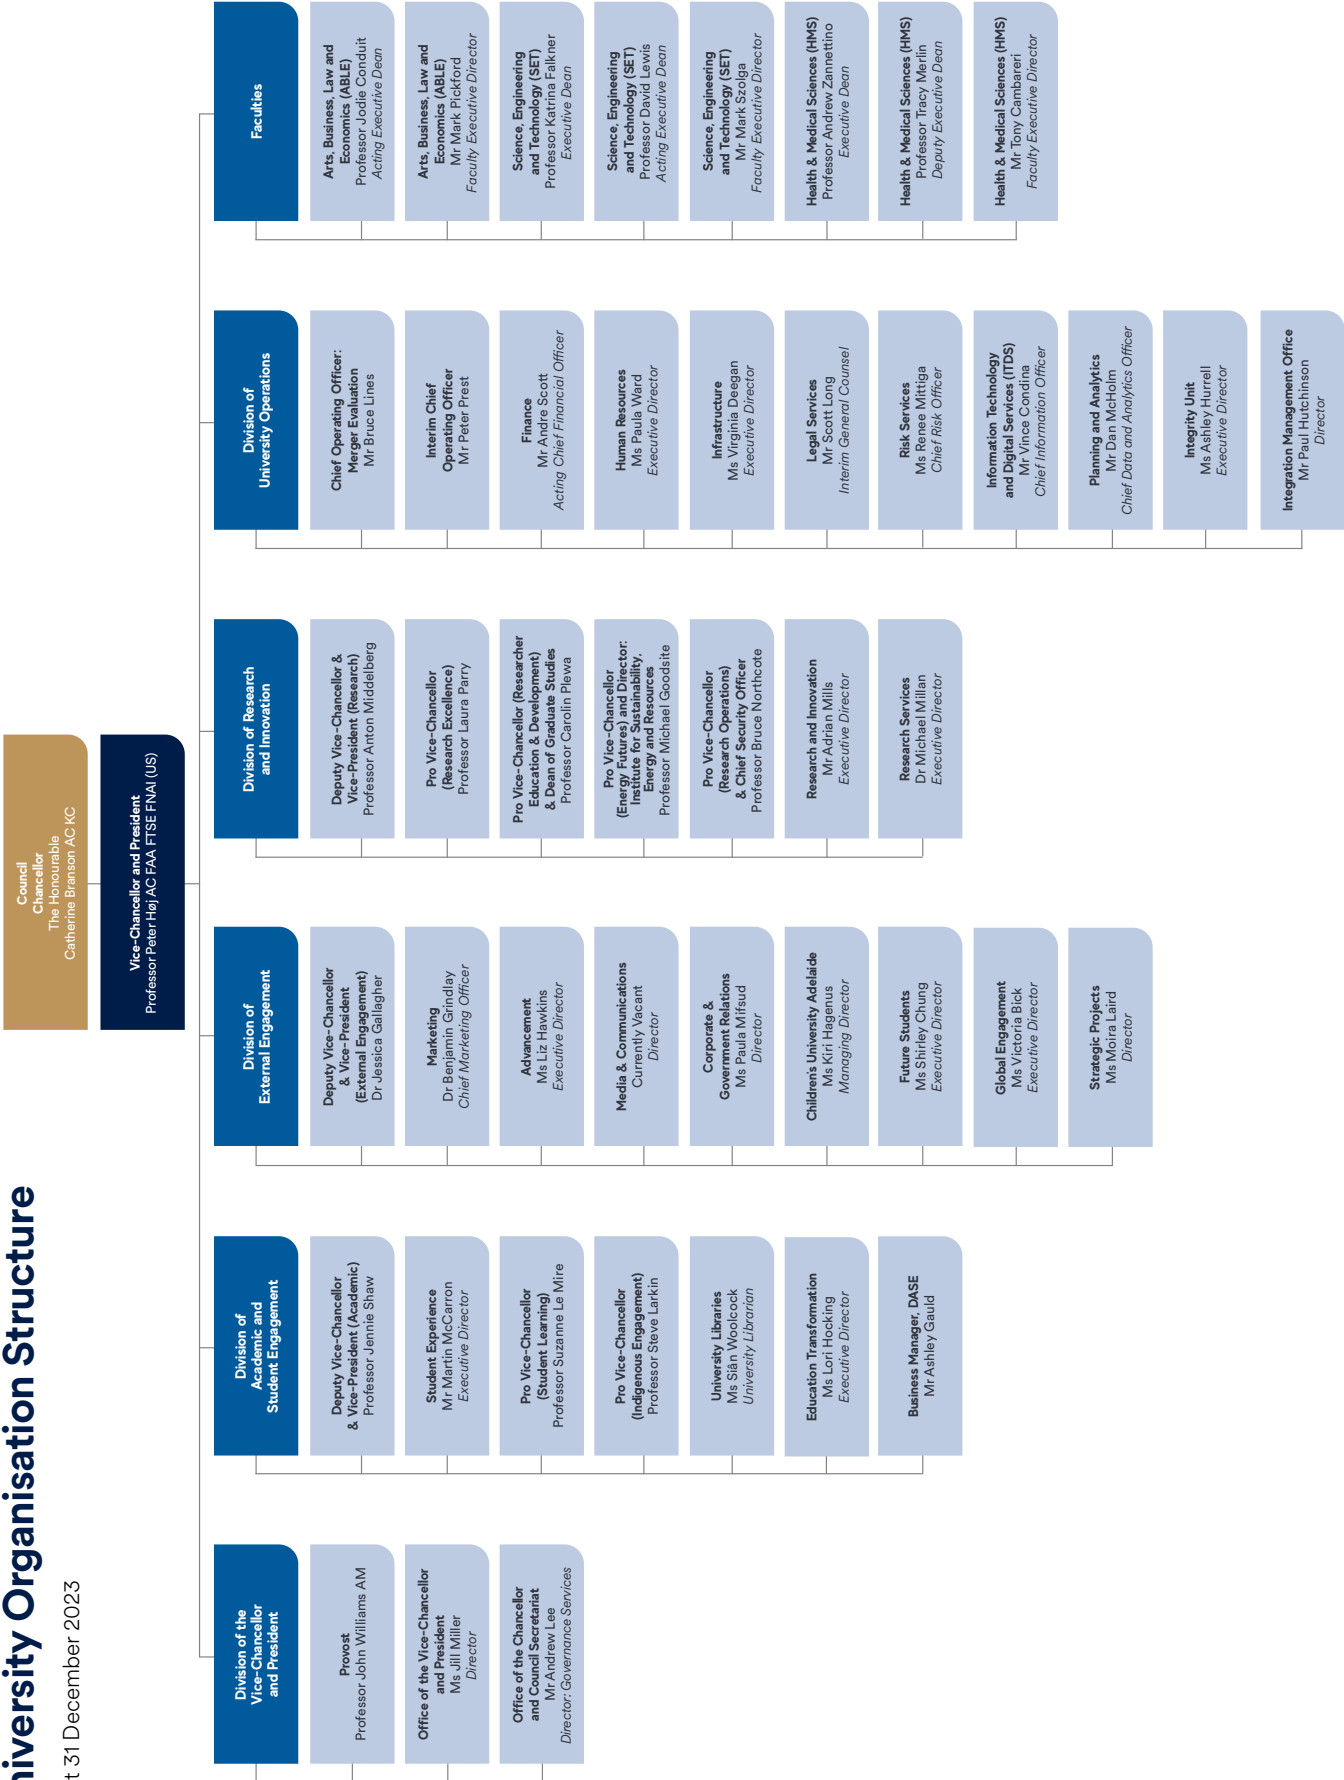 niversity Organisation Structure
t 31 December 2023
Council
Chancellor
The Honourable
Catherine Branson AC KC
Vice-Chancellor and President
Professor Peter Høj AC FAA FTSE FNAI (US)
Division of the
Vice-Chancellor
and President
Provost
Professor John Williams AM
Office of the Vice-Chancellor
and President
Ms Jill Miller
Director
Office of the Chancellor
and Council Secretariat
Mr Andrew Lee
Director: Governance Services
Division of
Academic and
Student Engagement
Deputy Vice-Chancellor
& Vice-President (Academic)
Professor Jennie Shaw
Student Experience
Mr Martin McCarron
Executive Director
Pro Vice-Chancellor
(Student Learning)
Professor Suzanne Le Mire
Pro Vice-Chancellor
(Indigenous Engagement)
Professor Steve Larkin
University Libraries
Ms Siân Woolcock
University Librarian
Education Transformation
Ms Lori Hocking
Executive Director
Business Manager, DASE
Mr Ashley Gauld
Division of
External Engagement
Deputy Vice-Chancellor
& Vice-President
(External Engagement)
Dr Jessica Gallagher
Marketing
Dr Benjamin Grindlay
Chief Marketing Officer
Advancement
Ms Liz Hawkins
Executive Director
Media & Communications
Currently Vacant
Director
Corporate &
Government Relations
Ms Paula Mifsud
Director
Children's University Adelaide
Ms Kiri Hagenus
Managing Director
Future Students
Ms Shirley Chung
Executive Director
Global Engagement
Ms Victoria Bick
Executive Director
Strategic Projects
Ms Moira Laird
Director
Division of Research
and Innovation
Deputy Vice-Chancellor &
Vice-President (Research)
Professor Anton Middelberg
Pro Vice-Chancellor
(Research Excellence)
Professor Laura Parry
Pro Vice-Chancellor (Researcher
Education & Development)
& Dean of Graduate Studies
Professor Carolin Plewa
Pro Vice-Chancellor
(Energy Futures) and Director:
Institute for Sustainability,
Energy and Resources
Professor Michael Goodsite
Pro Vice-Chancellor
(Research Operations)
& Chief Security Officer
Professor Bruce Northcote
Research and Innovation
Mr Adrian Mills
Executive Director
Research Services
Dr Michael Millan
Executive Director
Division of
University Operations
Chief Operating Officer:
Merger Evaluation
Mr Bruce Lines
Interim Chief
Operating Officer
Mr Peter Prest
Finance
Mr Andre Scott
Acting Chief Financial Officer
Human Resources
Ms Paula Ward
Executive Director
Infrastructure
Ms Virginia Deegan
Executive Director
Legal Services
Mr Scott Long
Interim General Counsel
Risk Services
Ms Renee Mittiga
Chief Risk Officer
Information Technology
and Digital Services (ITDS)
Mr Vince Condina
Chief Information Officer
Planning and Analytics
Mr Dan McHolm
Chief Data and Analytics Officer
Integrity Unit
Ms Ashley Hurrell
Executive Director
Integration Management Office
Mr Paul Hutchinson
Director
Faculties
Arts, Business, Law and
Economics (ABLE)
Professor Jodie Conduit
Acting Executive Dean
Arts, Business, Law and
Economics (ABLE)
Mr Mark Pickford
Faculty Executive Director
Science, Engineering
and Technology (SET)
Professor Katrina Falkner
Executive Dean
Science, Engineering
and Technology (SET)
Professor David Lewis
Acting Executive Dean
Science, Engineering
and Technology (SET)
Mr Mark Szolga
Faculty Executive Director
Health & Medical Sciences (HMS)
Professor Andrew Zannettino
Executive Dean
Health & Medical Sciences (HMS)
Professor Tracy Merlin
Deputy Executive Dean
Health & Medical Sciences (HMS)
Mr Tony Cambareri
Faculty Executive Director